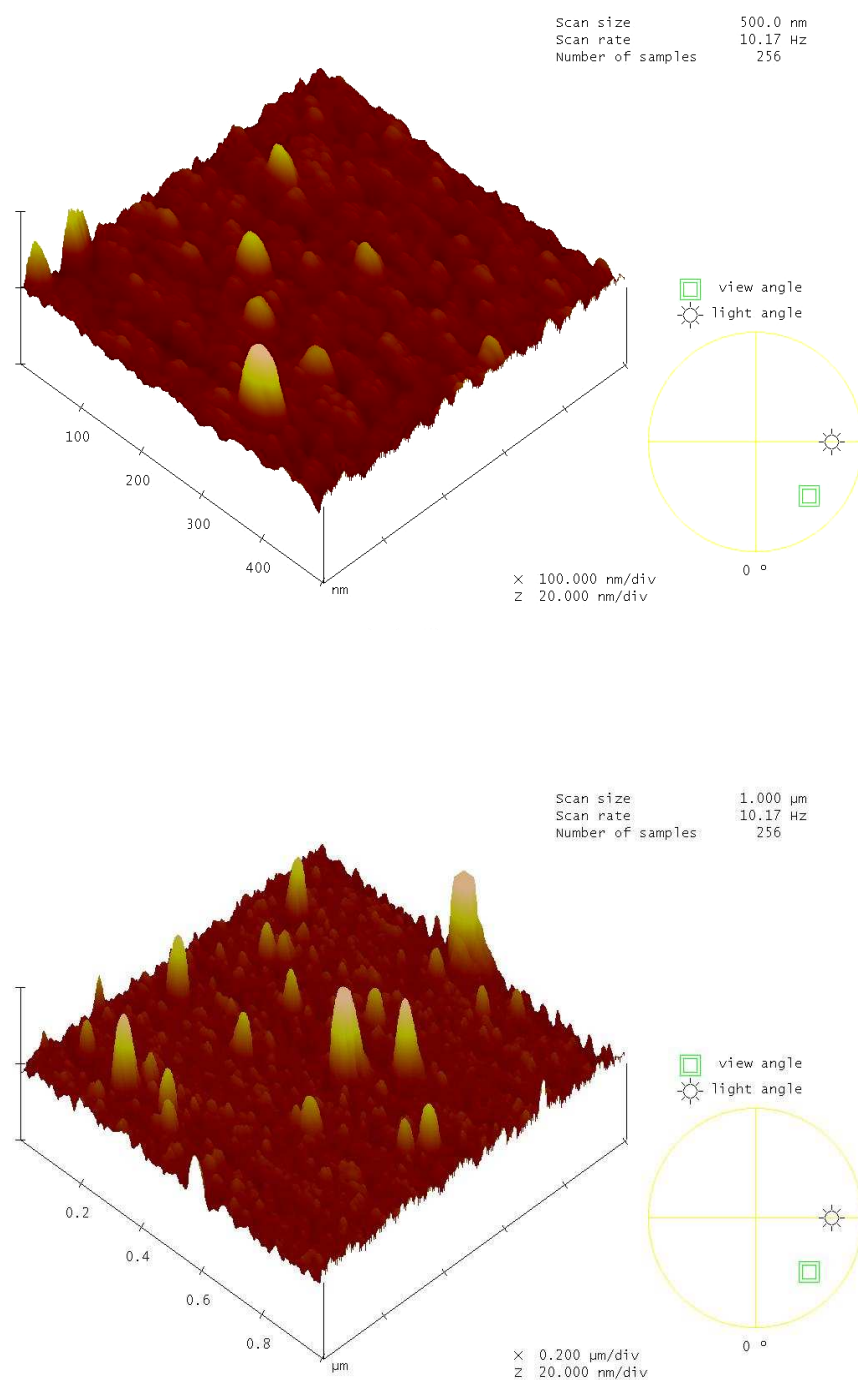 Scan size 500.0 nm
Scan rate 10.17 Hz
Number of samples 256
view angle
light angle
100
200
300
400
nm
X 100.000 nm/div
Z 20.000 nm/div
0 º
Scan size 1.000 µm
Scan rate 10.17 Hz
Number of samples 256
view angle
light angle
0.2
0.4
0.6
0.8
µm
X 0.200 µm/div
Z 20.000 nm/div
0 º